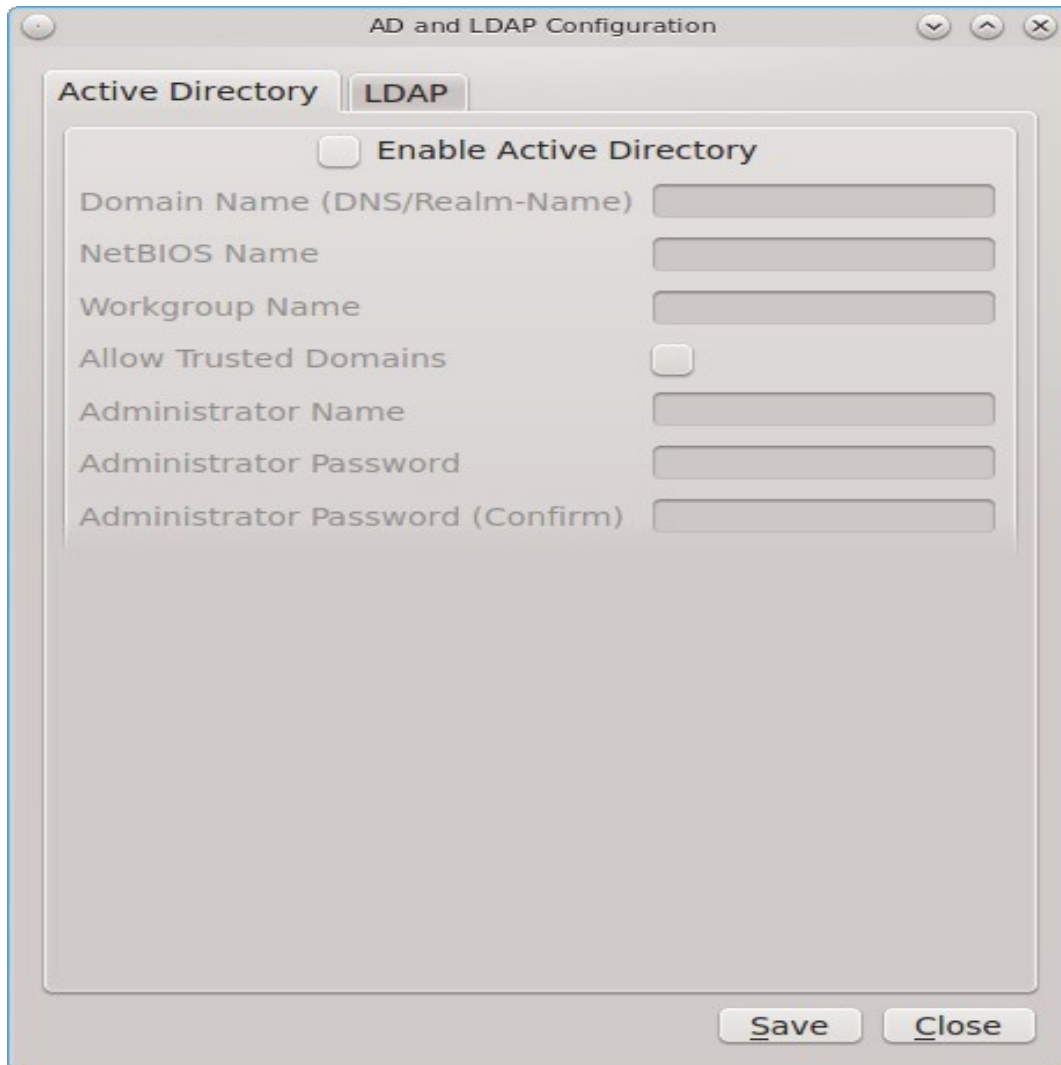 AD and LDAP Configuration
Active Directory LDAP
Enable Active Directory
Domain Name (DNS/Realm-Name)
NetBIOS Name
Workgroup Name
Allow Trusted Domains
Administrator Name
Administrator Password
Administrator Password (Confirm)
Save Close